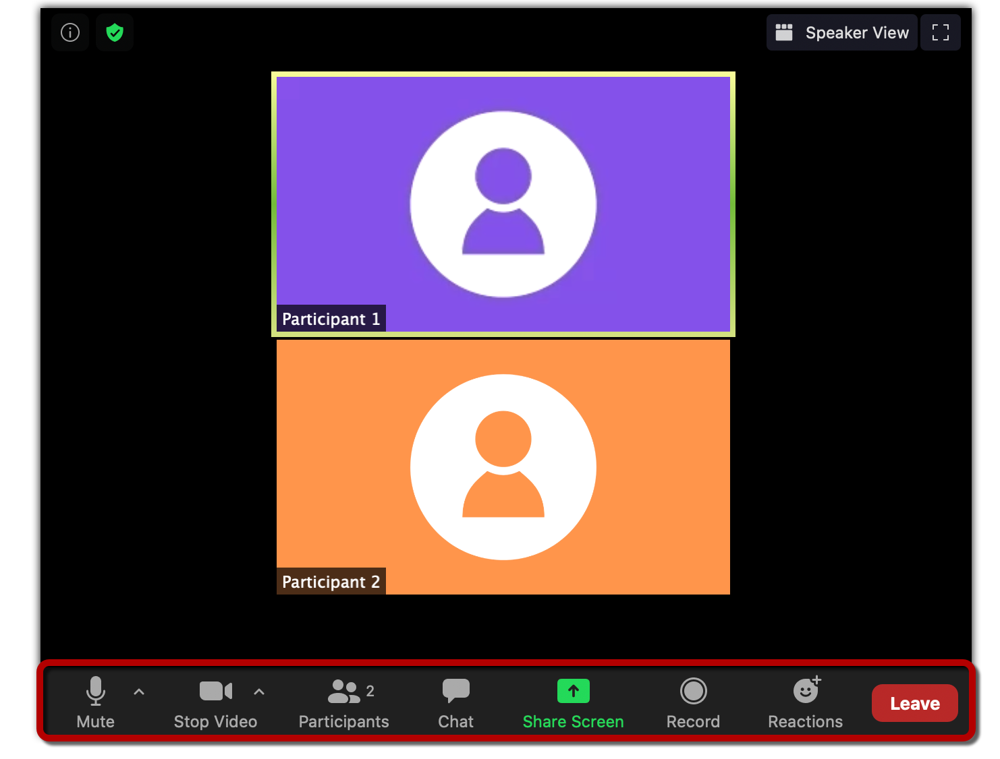 Speaker View
Participant 1
Participant 2
2
Mute Stop Video Participants Chat Share Screen Record Reactions Leave